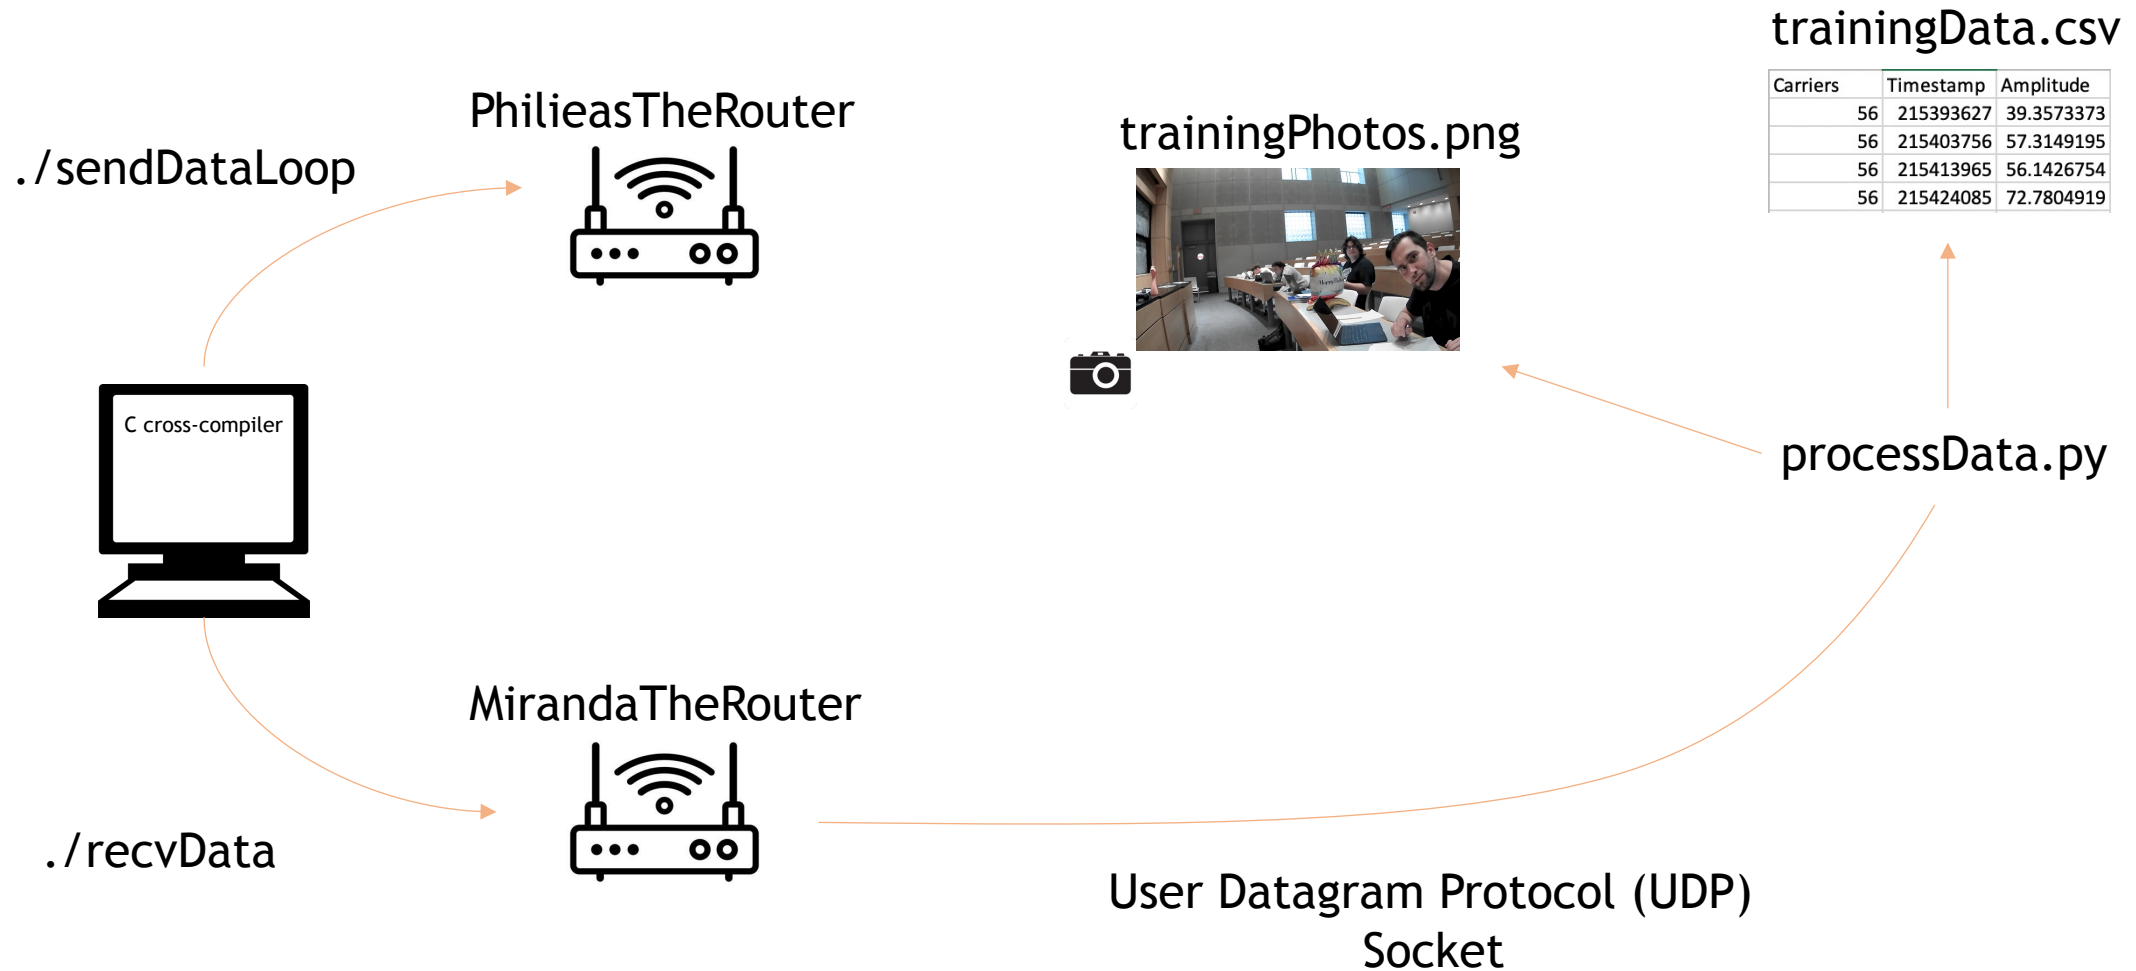 trainingData.csv
Carriers Timestamp Amplitude
56 215393627 39.3573373
56 215403756 57.3149195
56 215413965 56.1426754
56 215424085 72.7804919
PhilieasTheRouter
trainingPhotos.png
./sendDataLoop
C cross-compiler
processData.py
MirandaTheRouter
./recvData
User Datagram Protocol (UDP)
Socket